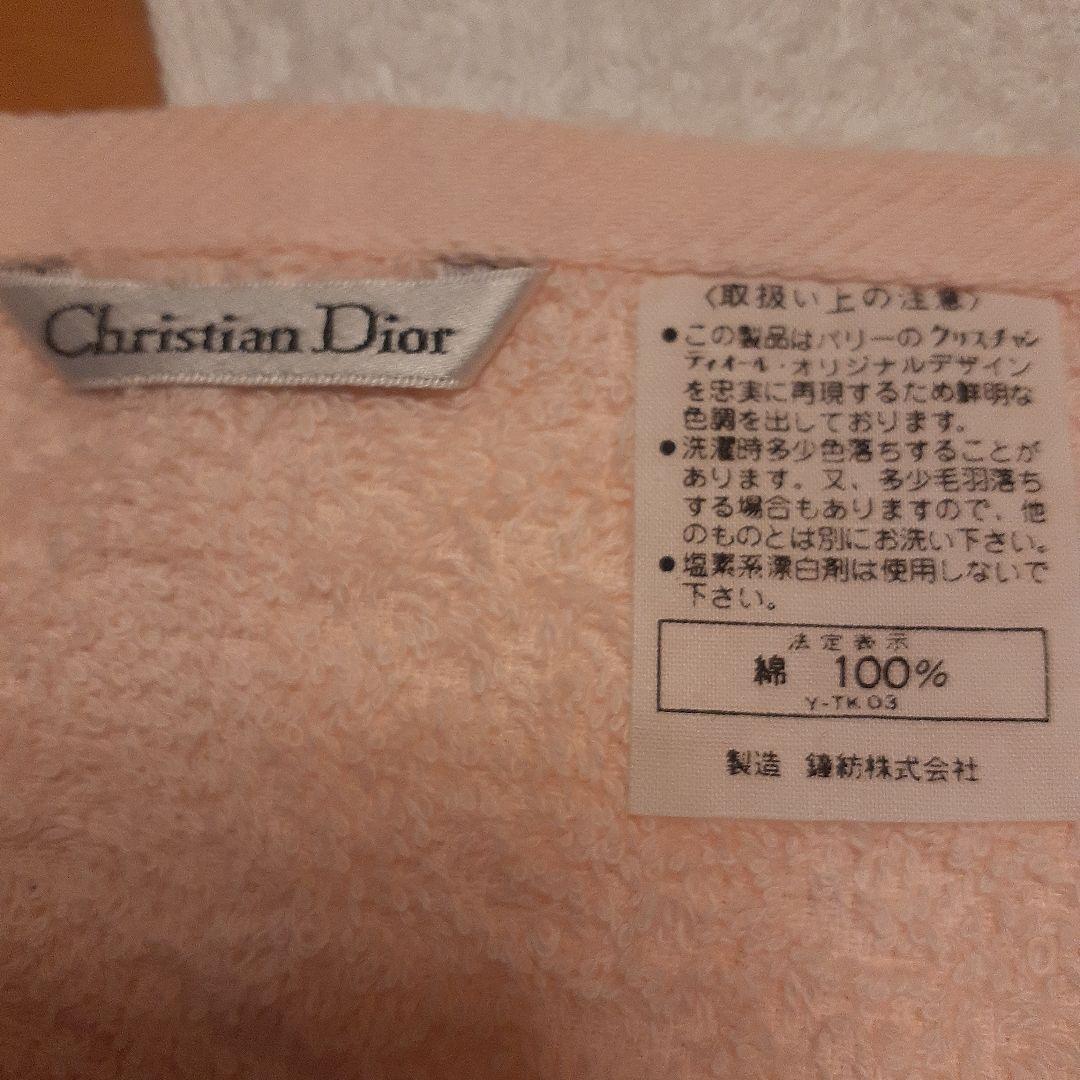 Christian Dior
〈取扱い上の注意〉
●この製品はパリーのクリスチャン
ディオール・オリジナルデザイン
を忠実に再現するため鮮明な
色調を出しております。
●洗濯時多少色落ちすることが
あります。又、多少毛羽落ち
する場合もありますので、他
のものとは別にお洗い下さい。
●塩素系漂白剤は使用しないで
下さい。
法定表示
綿 100%
Y-TK03
製造 鐘紡株式会社